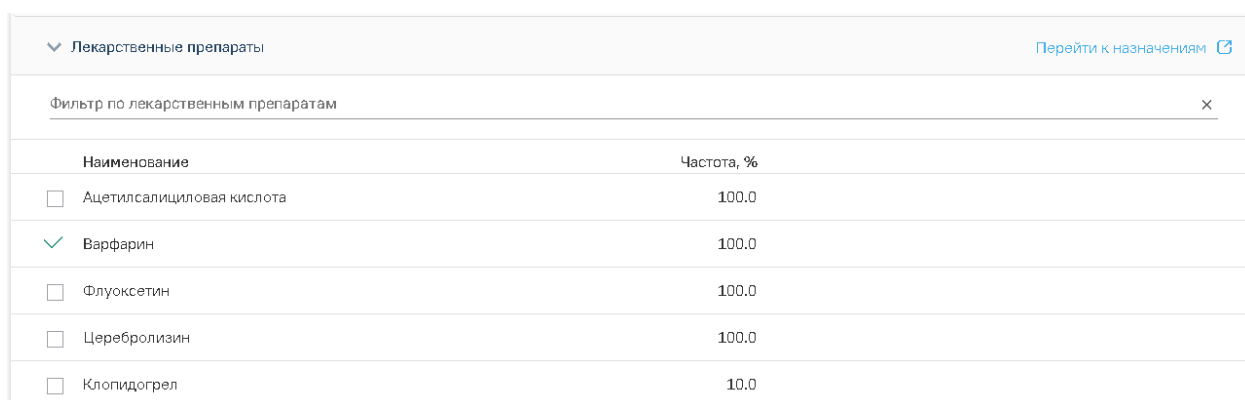 Лекарственные препараты Перейти к назначениям
Фильтр по лекарственным препаратам
Наименование Частота, %
Ацетилсалициловая кислота 100.0
Варфарин 100.0
Флуоксетин 100.0
Церебролизин 100.0
Клопидогрел 10.0